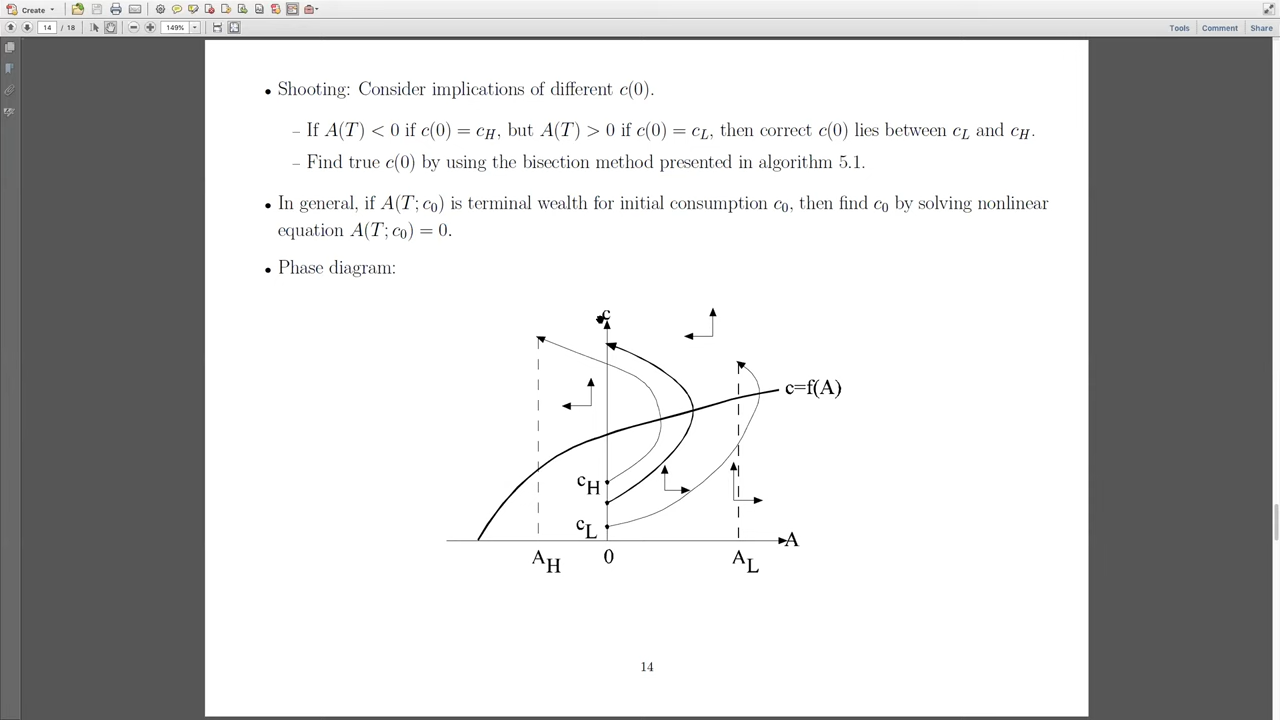 Create
14 / 18
149%
Tools Comment Share
• Shooting: Consider implications of different c(0).
– If A(T) < 0 if c(0) = c_H, but A(T) > 0 if c(0) = c_L, then correct c(0) lies between c_L and c_H.
– Find true c(0) by using the bisection method presented in algorithm 5.1.
• In general, if A(T; c_0) is terminal wealth for initial consumption c_0, then find c_0 by solving nonlinear
equation A(T; c_0) = 0.
• Phase diagram:
c
c=f(A)
c_H
c_L
A
A_H 0 A_L
14